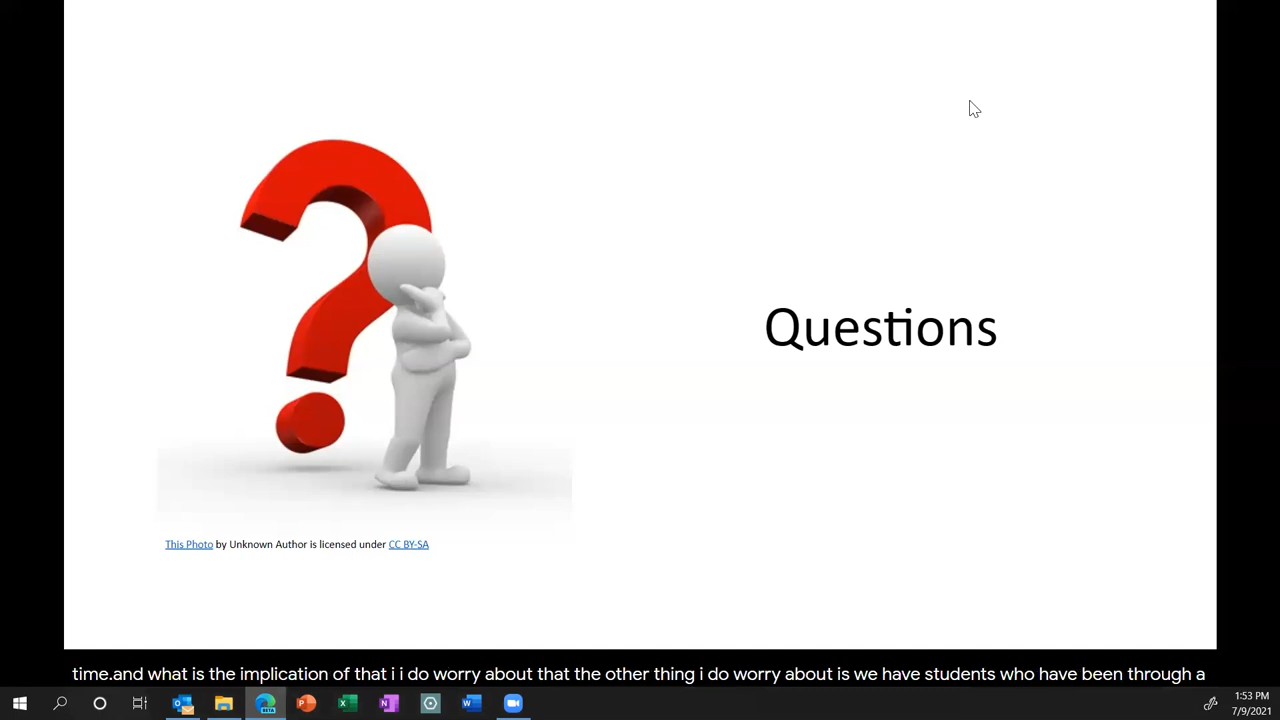 Questions
This Photo by Unknown Author is licensed under CC BY-SA
time.and what is the implication of that i i do worry about that the other thing i do worry about is we have students who have been through a
BETA
1:53 PM
7/9/2021